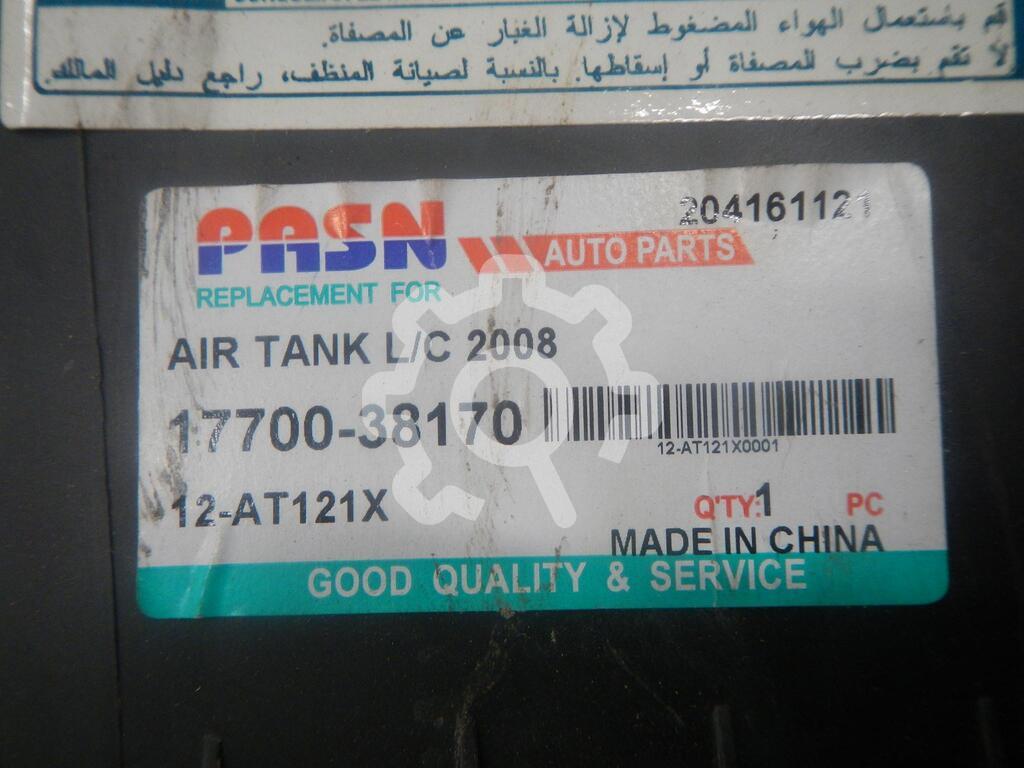 قم بإستعمال الهواء المضغوط لإزالة الغبار عن المصفاة.
لا تقم بضرب المصفاة أو إسقاطها. بالنسبة لصيانة المنظف، راجع دليل المالك.
204161121
PASN AUTO PARTS
REPLACEMENT FOR
AIR TANK L/C 2008
17700-38170
12-AT121X0001
12-AT121X
Q'TY:1 PC
MADE IN CHINA
GOOD QUALITY & SERVICE